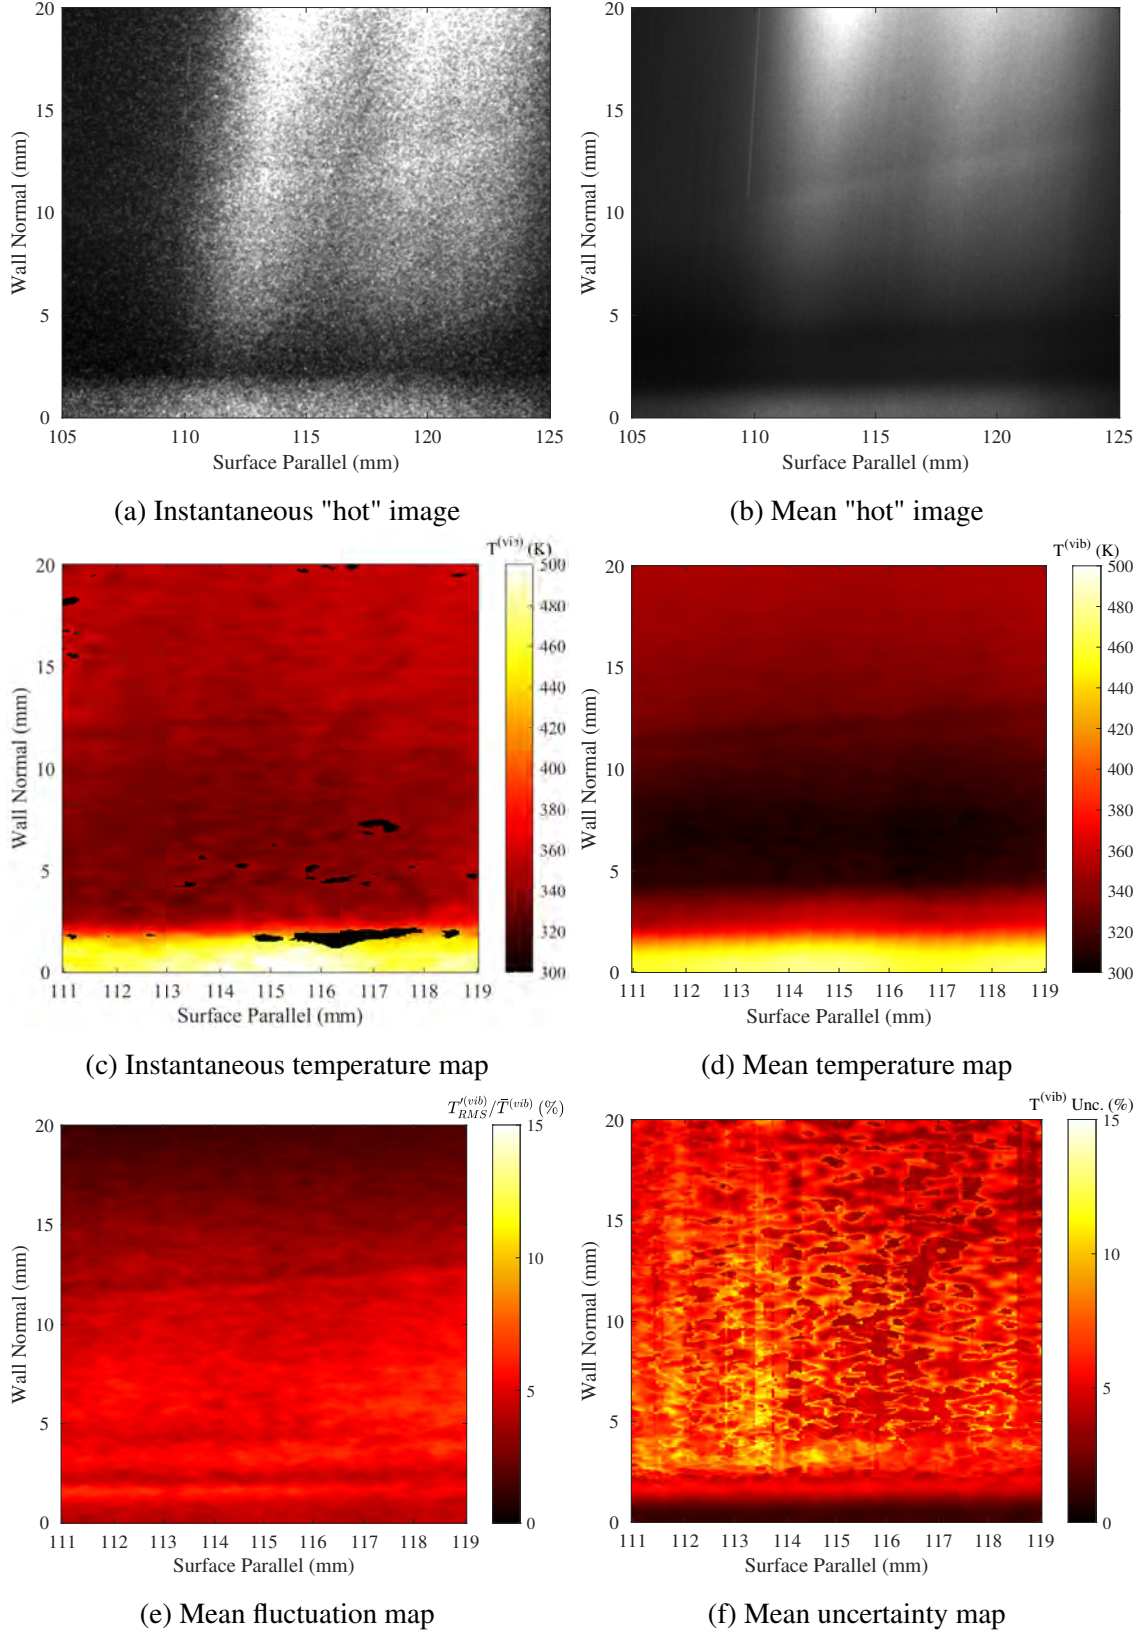 20
15
10
5
0
Wall Normal (mm)
105 110 115 120 125
Surface Parallel (mm)
(a) Instantaneous "hot" image
20
15
10
5
0
Wall Normal (mm)
105 110 115 120 125
Surface Parallel (mm)
(b) Mean "hot" image
20
15
10
5
0
Wall Normal (mm)
111 112 113 114 115 116 117 118 119
Surface Parallel (mm)
T(vib) (K)
500
480
460
440
420
400
380
360
340
320
300
(c) Instantaneous temperature map
20
15
10
5
0
Wall Normal (mm)
111 112 113 114 115 116 117 118 119
Surface Parallel (mm)
T(vib) (K)
500
480
460
440
420
400
380
360
340
320
300
(d) Mean temperature map
20
15
10
5
0
Wall Normal (mm)
111 112 113 114 115 116 117 118 119
Surface Parallel (mm)
T′(vib)RMS/T̄(vib) (%)
15
10
5
0
(e) Mean fluctuation map
20
15
10
5
0
Wall Normal (mm)
111 112 113 114 115 116 117 118 119
Surface Parallel (mm)
T(vib) Unc. (%)
15
10
5
0
(f) Mean uncertainty map